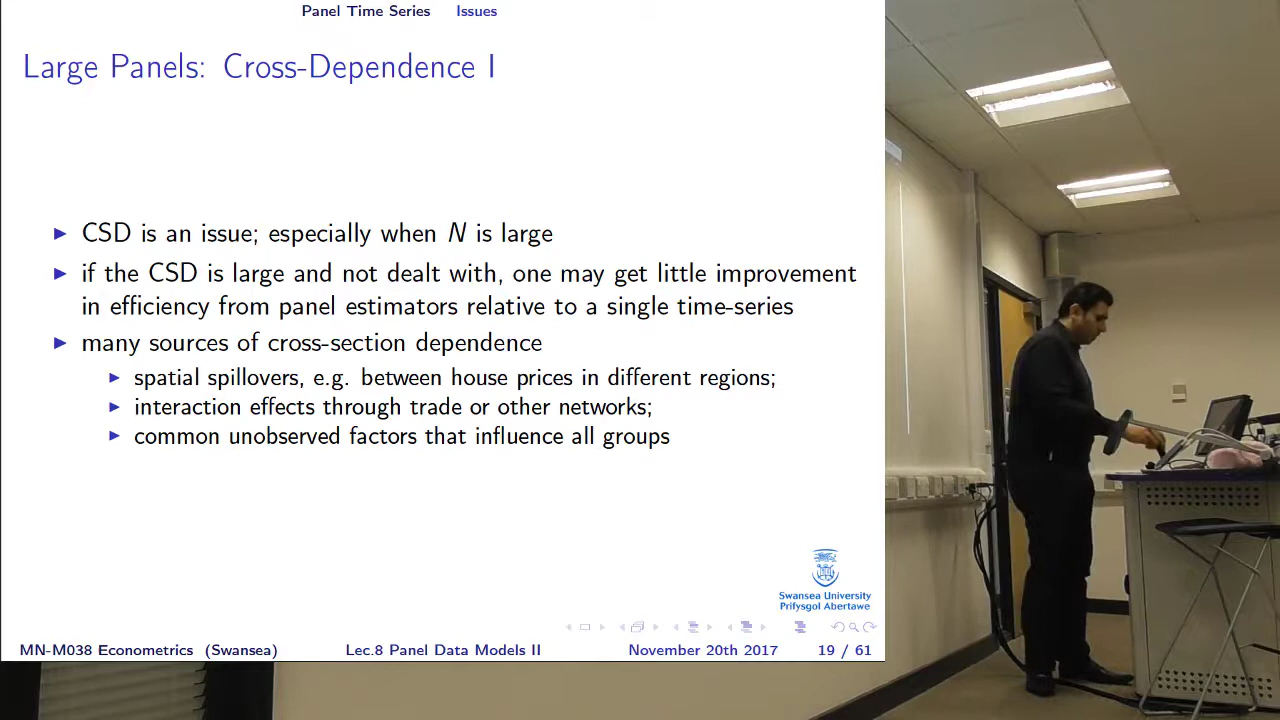 Panel Time Series Issues
Large Panels: Cross-Dependence I
CSD is an issue; especially when N is large
if the CSD is large and not dealt with, one may get little improvement
in efficiency from panel estimators relative to a single time-series
many sources of cross-section dependence
spatial spillovers, e.g. between house prices in different regions;
interaction effects through trade or other networks;
common unobserved factors that influence all groups
Swansea University
Prifysgol Abertawe
MN-M038 Econometrics (Swansea) Lec.8 Panel Data Models II November 20th 2017 19 / 61